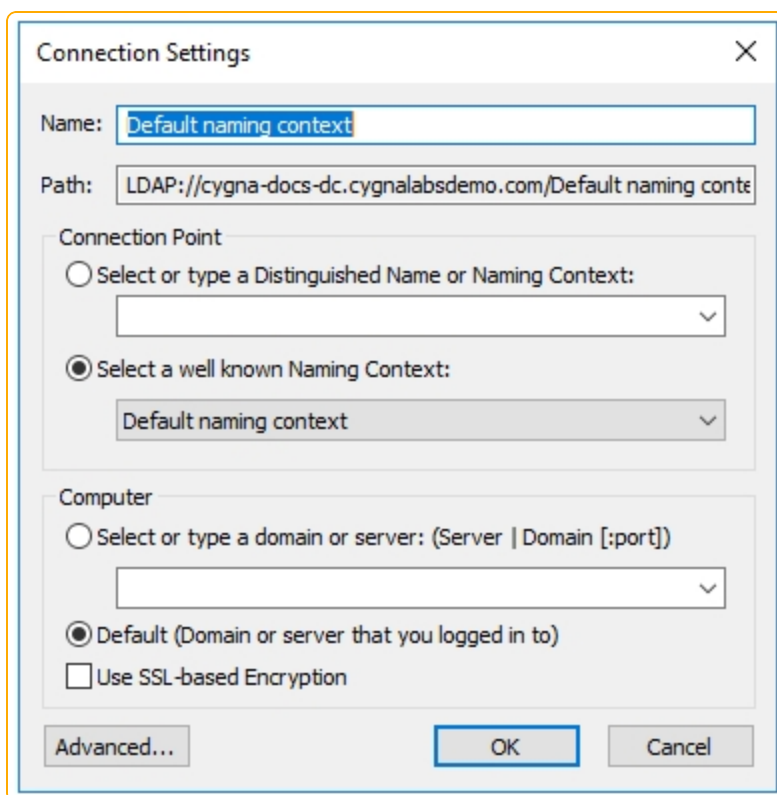 Connection Settings
Name: Default naming context
Path: LDAP://cygna-docs-dc.cygnalabsdemo.com/Default naming conte
Connection Point
Select or type a Distinguished Name or Naming Context:
Select a well known Naming Context:
Default naming context
Computer
Select or type a domain or server: (Server | Domain [:port])
Default (Domain or server that you logged in to)
Use SSL-based Encryption
Advanced... OK Cancel